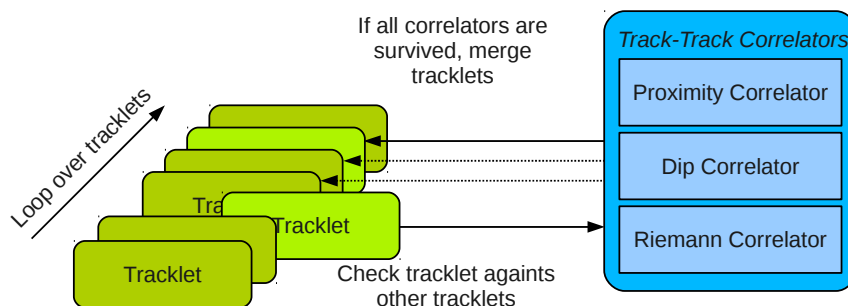 If all correlators are
survived, merge
tracklets
Track-Track Correlators
Proximity Correlator
Dip Correlator
Riemann Correlator
Loop over tracklets
Tra
Tracklet
Tracklet
Check tracklet againts
other tracklets